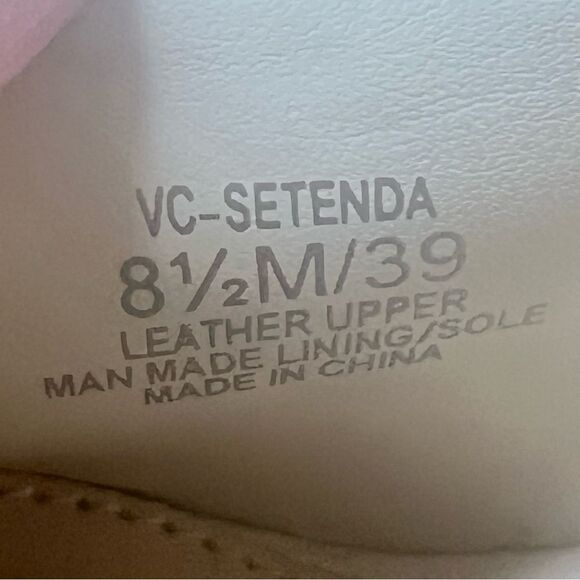 VC-SETENDA
8½M/39
LEATHER UPPER
MAN MADE LINING/SOLE
MADE IN CHINA